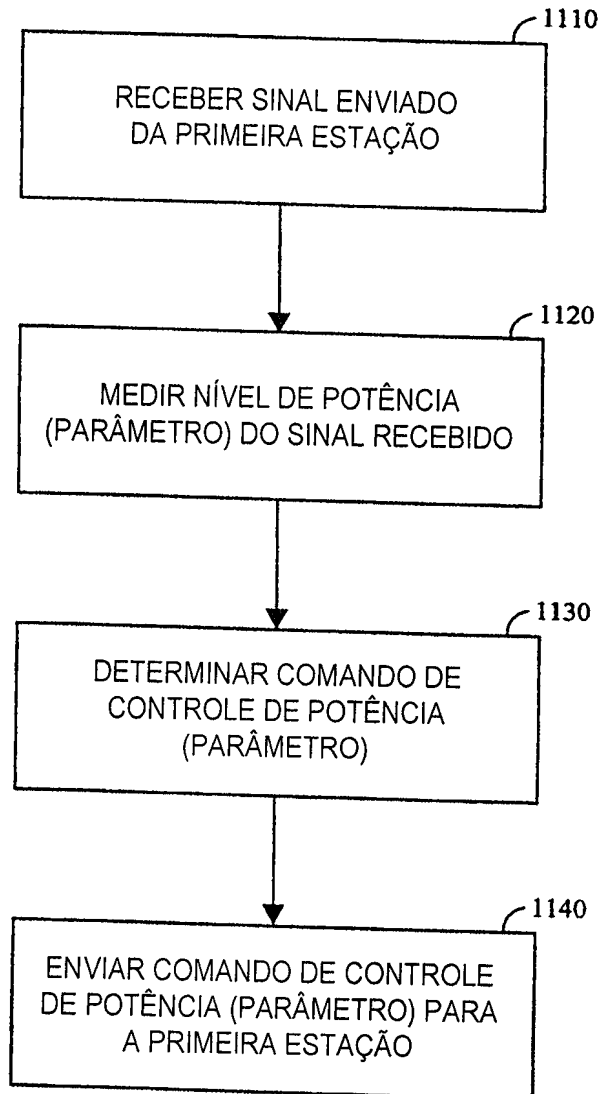 1110
RECEBER SINAL ENVIADO
DA PRIMEIRA ESTAÇÃO
1120
MEDIR NÍVEL DE POTÊNCIA
(PARÂMETRO) DO SINAL RECEBIDO
1130
DETERMINAR COMANDO DE
CONTROLE DE POTÊNCIA
(PARÂMETRO)
1140
ENVIAR COMANDO DE CONTROLE
DE POTÊNCIA (PARÂMETRO) PARA
A PRIMEIRA ESTAÇÃO